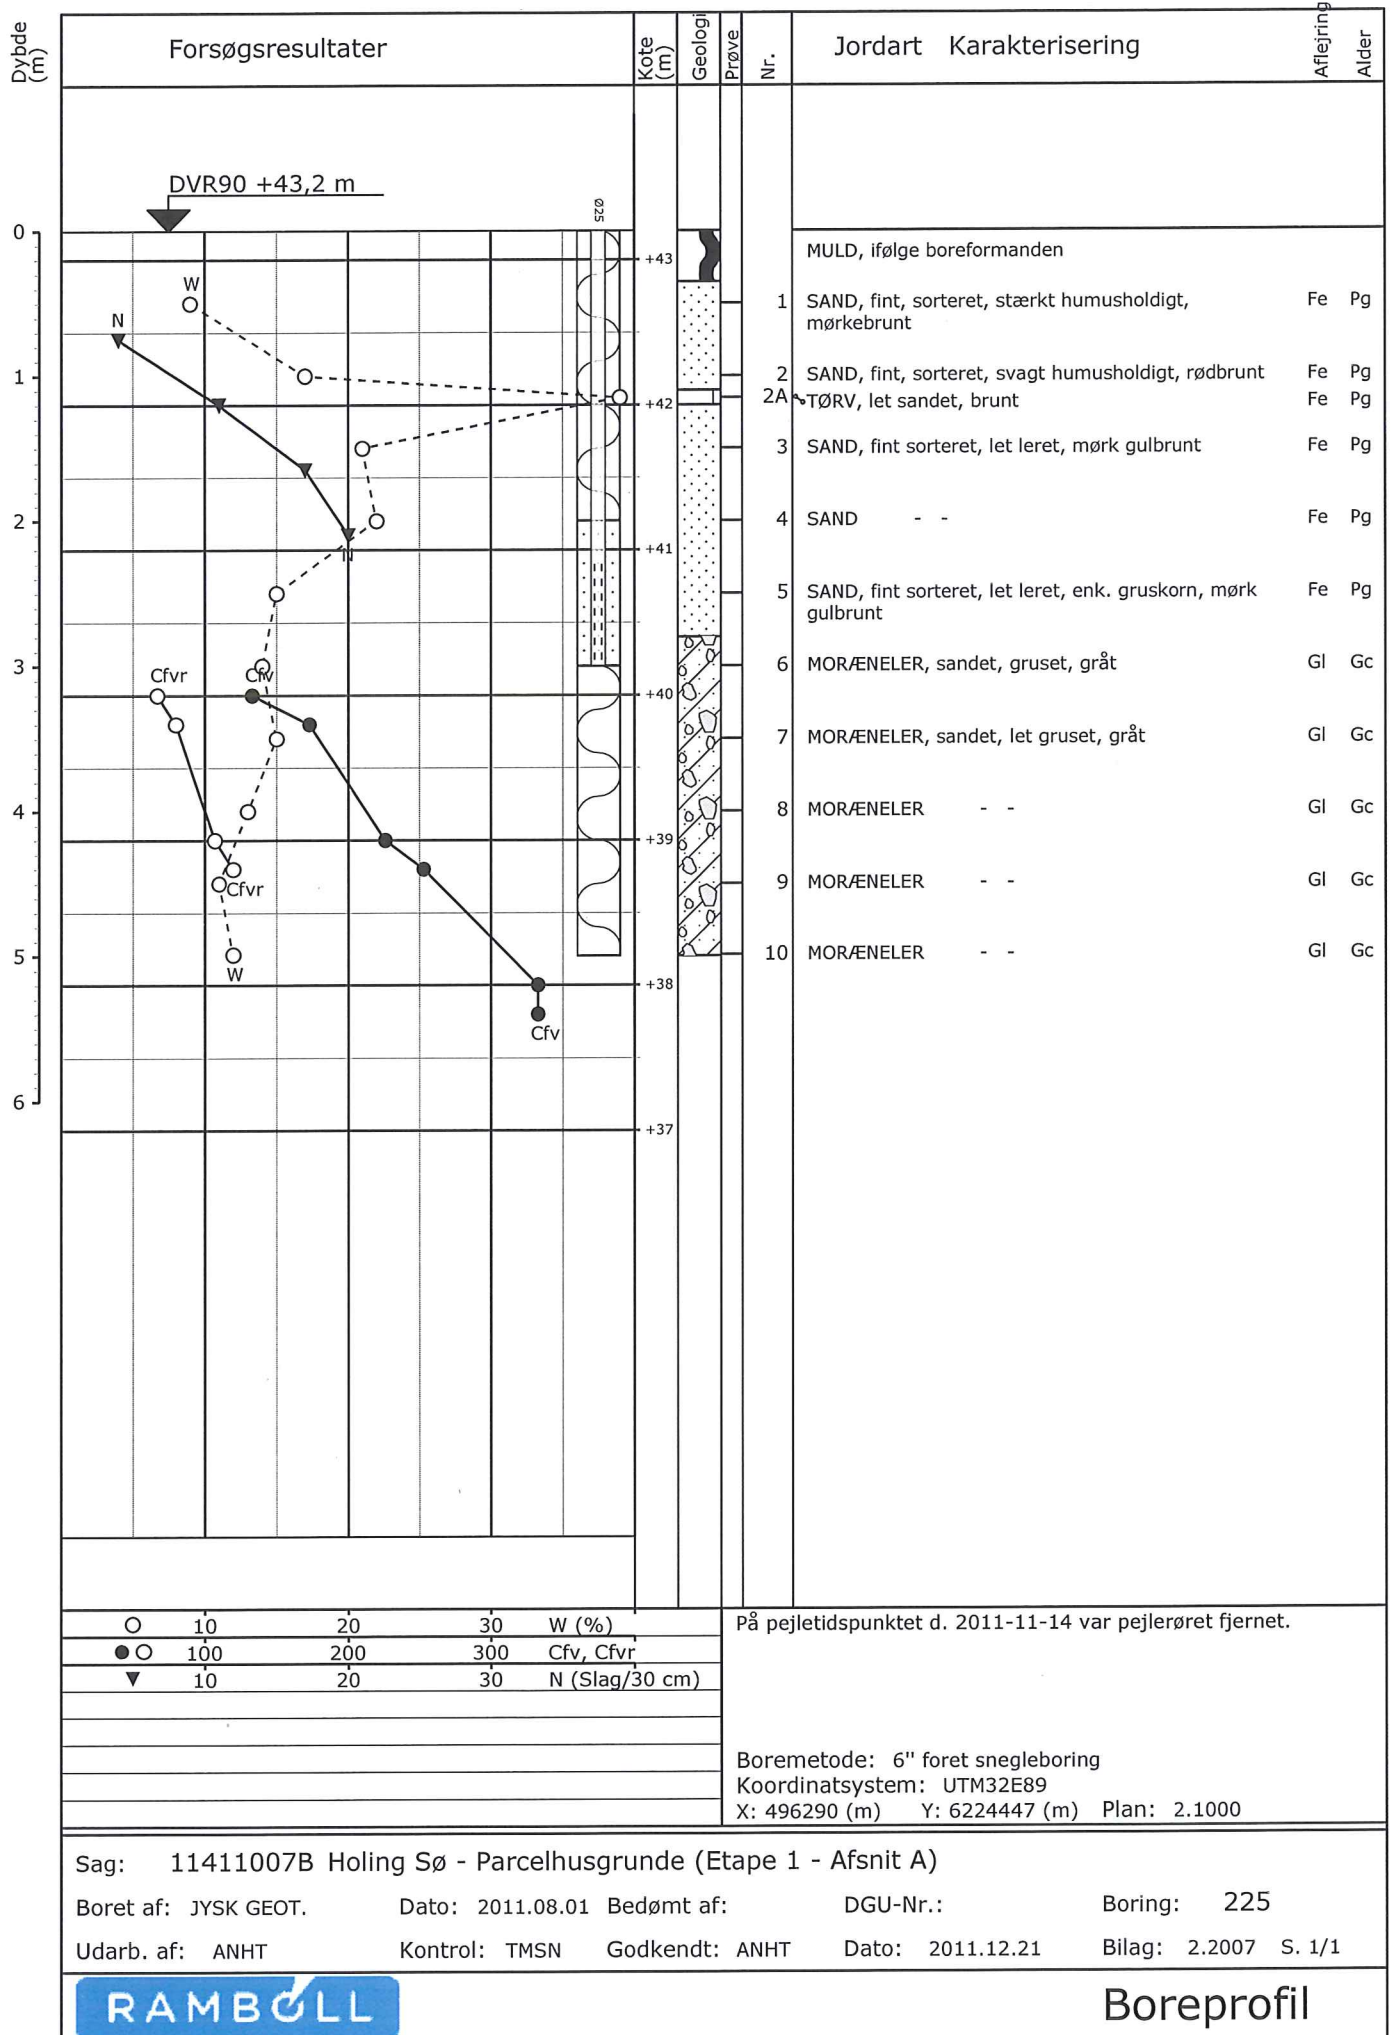 Dybde (m)
Forsøgsresultater
Kote (m)
Geologi
Prøve
Nr.
Jordart Karakterisering
Aflejring
Alder
DVR90 +43,2 m
Ø25
0
MULD, ifølge boreformanden
+43
W
1 SAND, fint, sorteret, stærkt humusholdigt, Fe Pg
mørkebrunt
N
1
2 SAND, fint, sorteret, svagt humusholdigt, rødbrunt Fe Pg
2A TØRV, let sandet, brunt Fe Pg
+42
3 SAND, fint sorteret, let leret, mørk gulbrunt Fe Pg
2
4 SAND - - Fe Pg
N
+41
5 SAND, fint sorteret, let leret, enk. gruskorn, mørk Fe Pg
gulbrunt
3
6 MORÆNELER, sandet, gruset, gråt Gl Gc
Cfvr Cfv
+40
7 MORÆNELER, sandet, let gruset, gråt Gl Gc
4
8 MORÆNELER - - Gl Gc
+39
9 MORÆNELER - - Gl Gc
Cfvr
5
10 MORÆNELER - - Gl Gc
W
+38
Cfv
6
+37
10 20 30 W (%)
100 200 300 Cfv, Cfvr
10 20 30 N (Slag/30 cm)
På pejletidspunktet d. 2011-11-14 var pejlerøret fjernet.
Boremetode: 6" foret snegleboring
Koordinatsystem: UTM32E89
X: 496290 (m) Y: 6224447 (m) Plan: 2.1000
Sag: 11411007B Holing Sø - Parcelhusgrunde (Etape 1 - Afsnit A)
Boret af: JYSK GEOT. Dato: 2011.08.01 Bedømt af: DGU-Nr.: Boring: 225
Udarb. af: ANHT Kontrol: TMSN Godkendt: ANHT Dato: 2011.12.21 Bilag: 2.2007 S. 1/1
RAMBØLL
Boreprofil